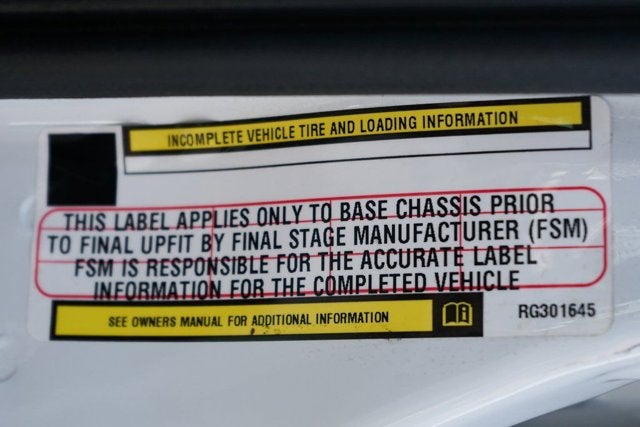 INCOMPLETE VEHICLE TIRE AND LOADING INFORMATION
THIS LABEL APPLIES ONLY TO BASE CHASSIS PRIOR
TO FINAL UPFIT BY FINAL STAGE MANUFACTURER (FSM)
FSM IS RESPONSIBLE FOR THE ACCURATE LABEL
INFORMATION FOR THE COMPLETED VEHICLE
SEE OWNERS MANUAL FOR ADDITIONAL INFORMATION
RG301645